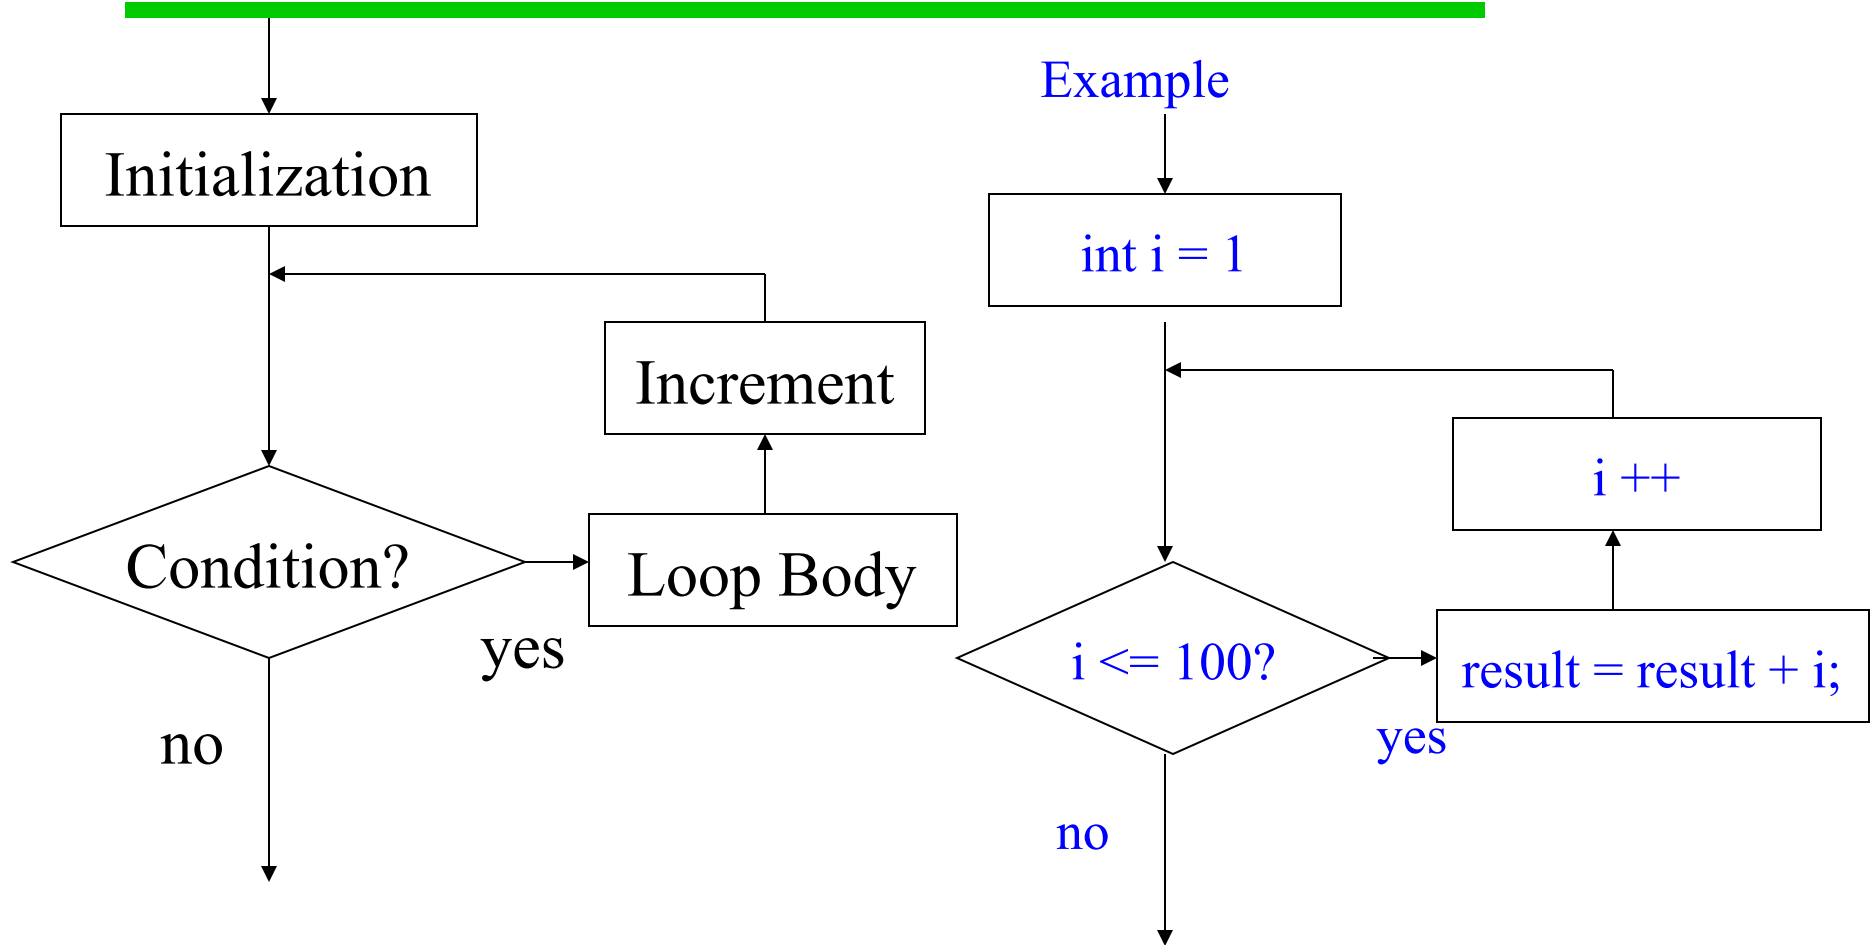 Initialization
Increment
Condition?
Loop Body
yes
no
Example
int i = 1
i ++
i <= 100?
result = result + i;
yes
no